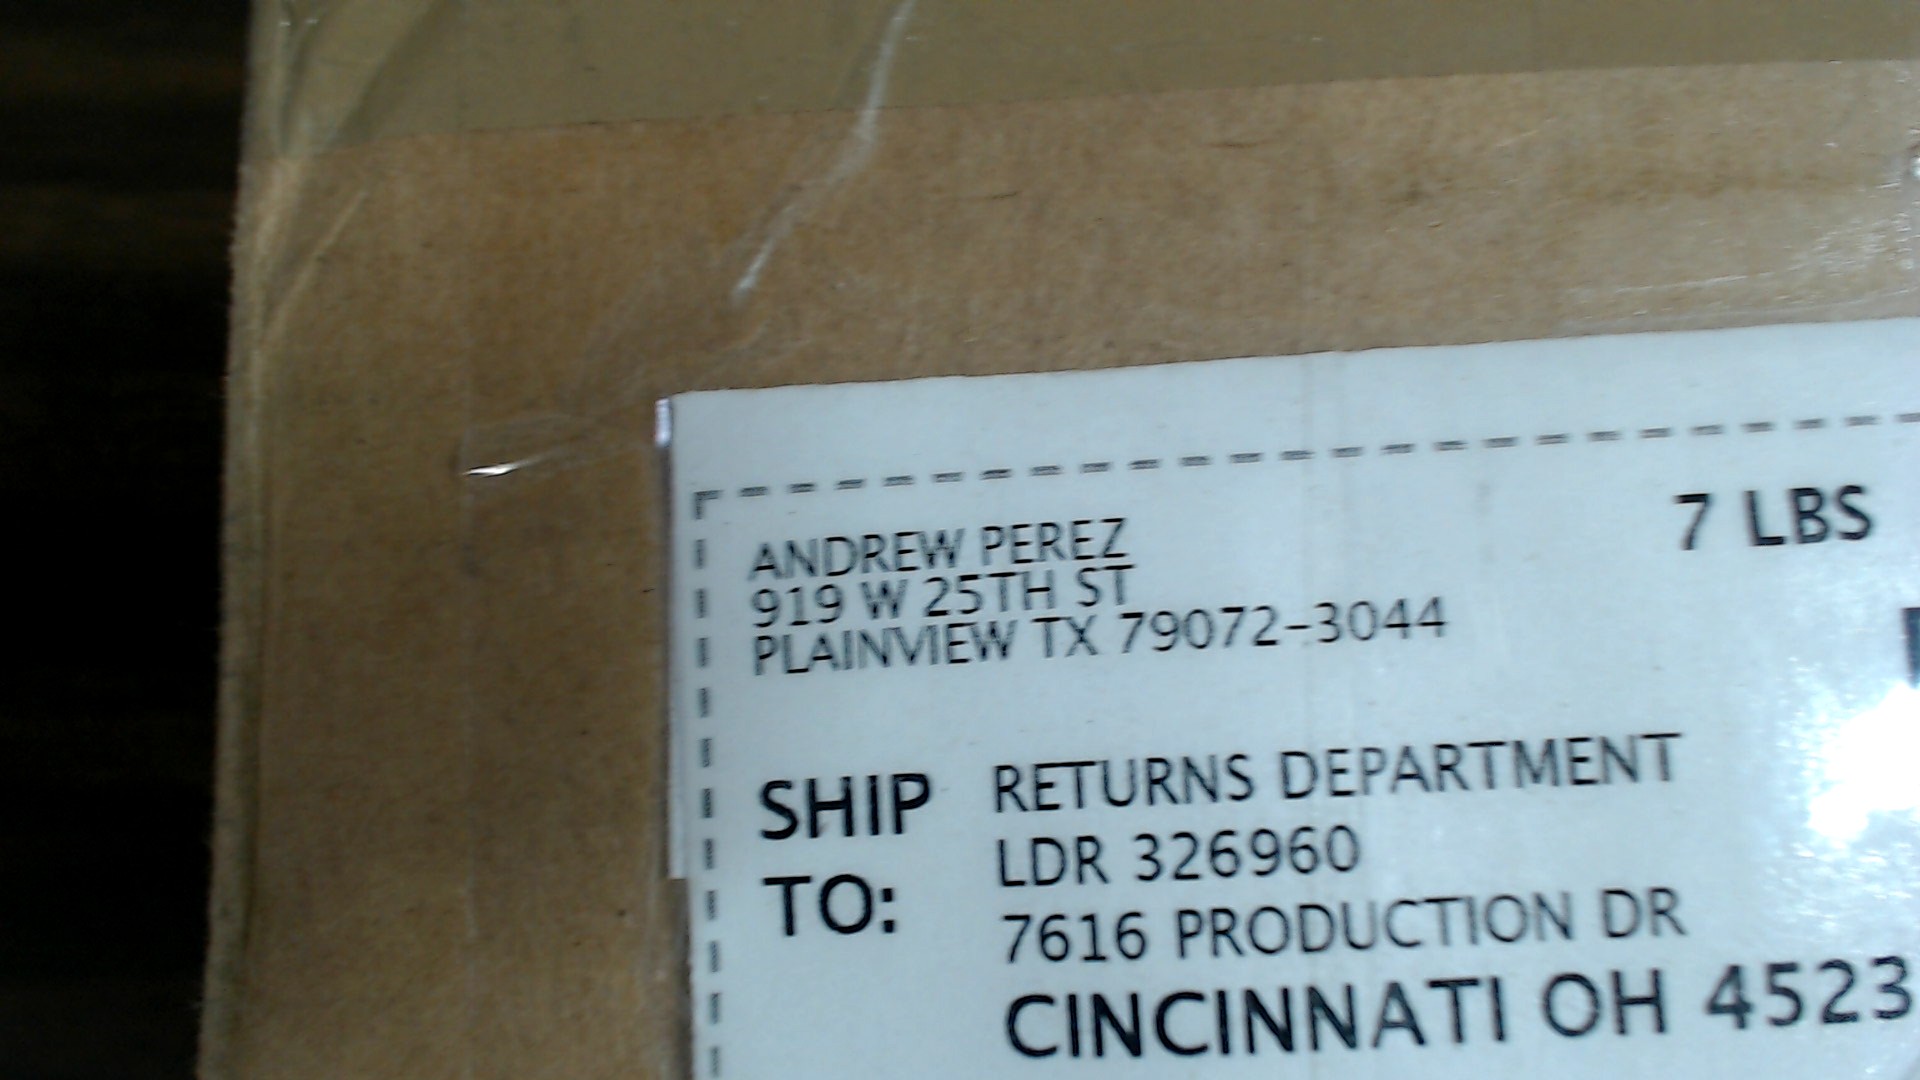 ANDREW PEREZ
7 LBS
919 W 25TH ST
PLAINVIEW TX 79072-3044
SHIP TO:
RETURNS DEPARTMENT
LDR 326960
7616 PRODUCTION DR
CINCINNATI OH 4523